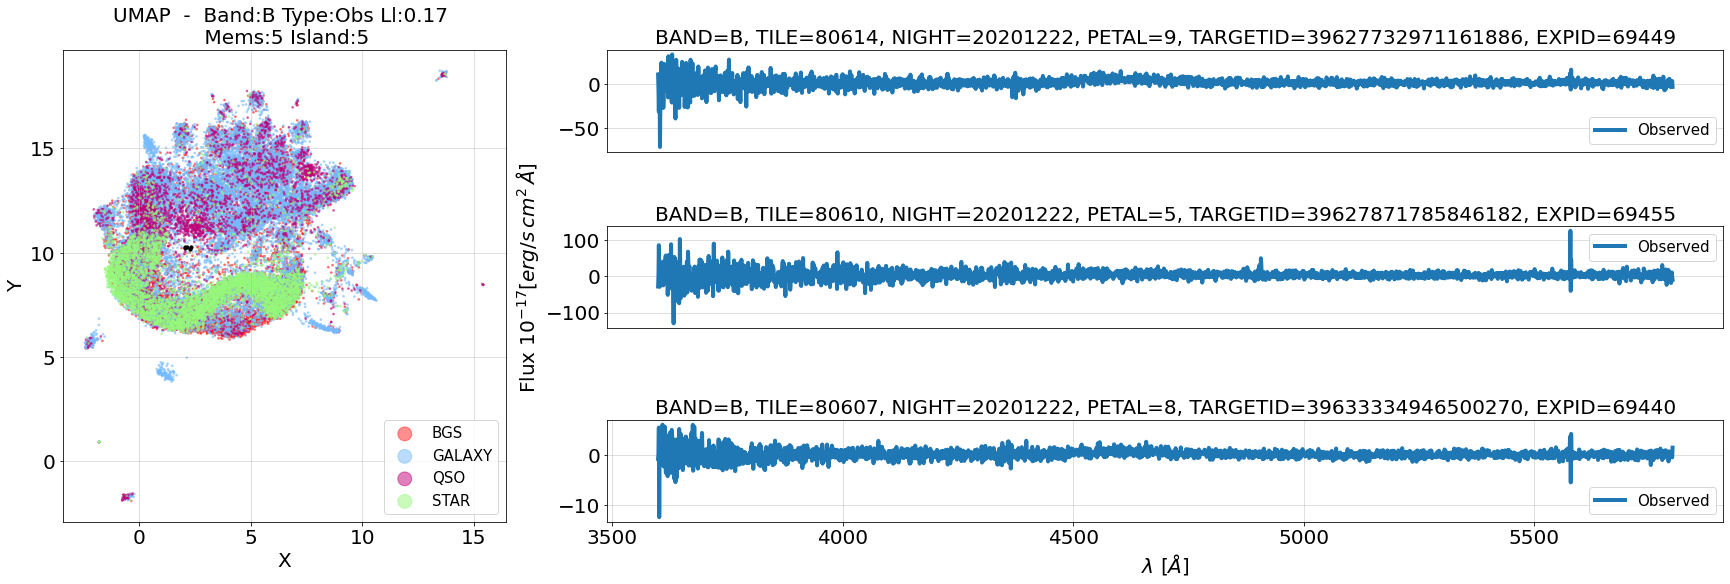 UMAP - Band:B Type:Obs Ll:0.17
Mems:5 Island:5
Y
15
10
5
0
0
5
10
15
X
BGS
GALAXY
QSO
STAR
Flux 10⁻¹⁷[erg/s cm² Å]
BAND=B, TILE=80614, NIGHT=20201222, PETAL=9, TARGETID=39627732971161886, EXPID=69449
0
−50
Observed
BAND=B, TILE=80610, NIGHT=20201222, PETAL=5, TARGETID=39627871785846182, EXPID=69455
100
0
−100
Observed
BAND=B, TILE=80607, NIGHT=20201222, PETAL=8, TARGETID=39633334946500270, EXPID=69440
0
−10
Observed
3500
4000
4500
5000
5500
λ [Å]